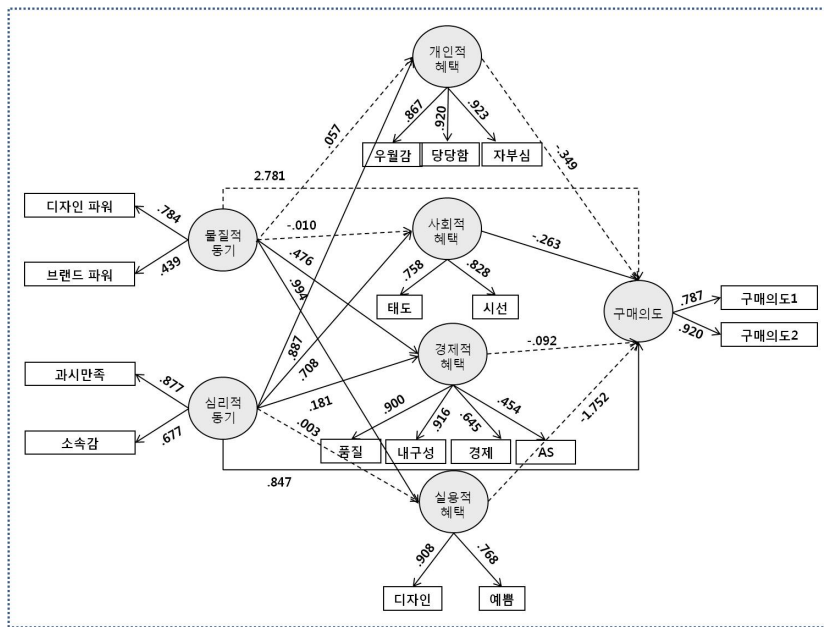 개인적
혜택
.057
.867
.920
.923
-.349
우월감
당당함
자부심
2.781
디자인 파워
.784
물질적
동기
-.010
사회적
혜택
-.263
브랜드 파워
.439
.476
.994
.758
.828
태도
시선
구매의도
.787
구매의도1
.920
구매의도2
.887
.708
경제적
혜택
-.092
과시만족
.877
심리적
동기
.181
.900
.916
.645
.454
-1.752
소속감
.677
.003
품질
내구성
경제
AS
.847
실용적
혜택
.908
.768
디자인
예쁨